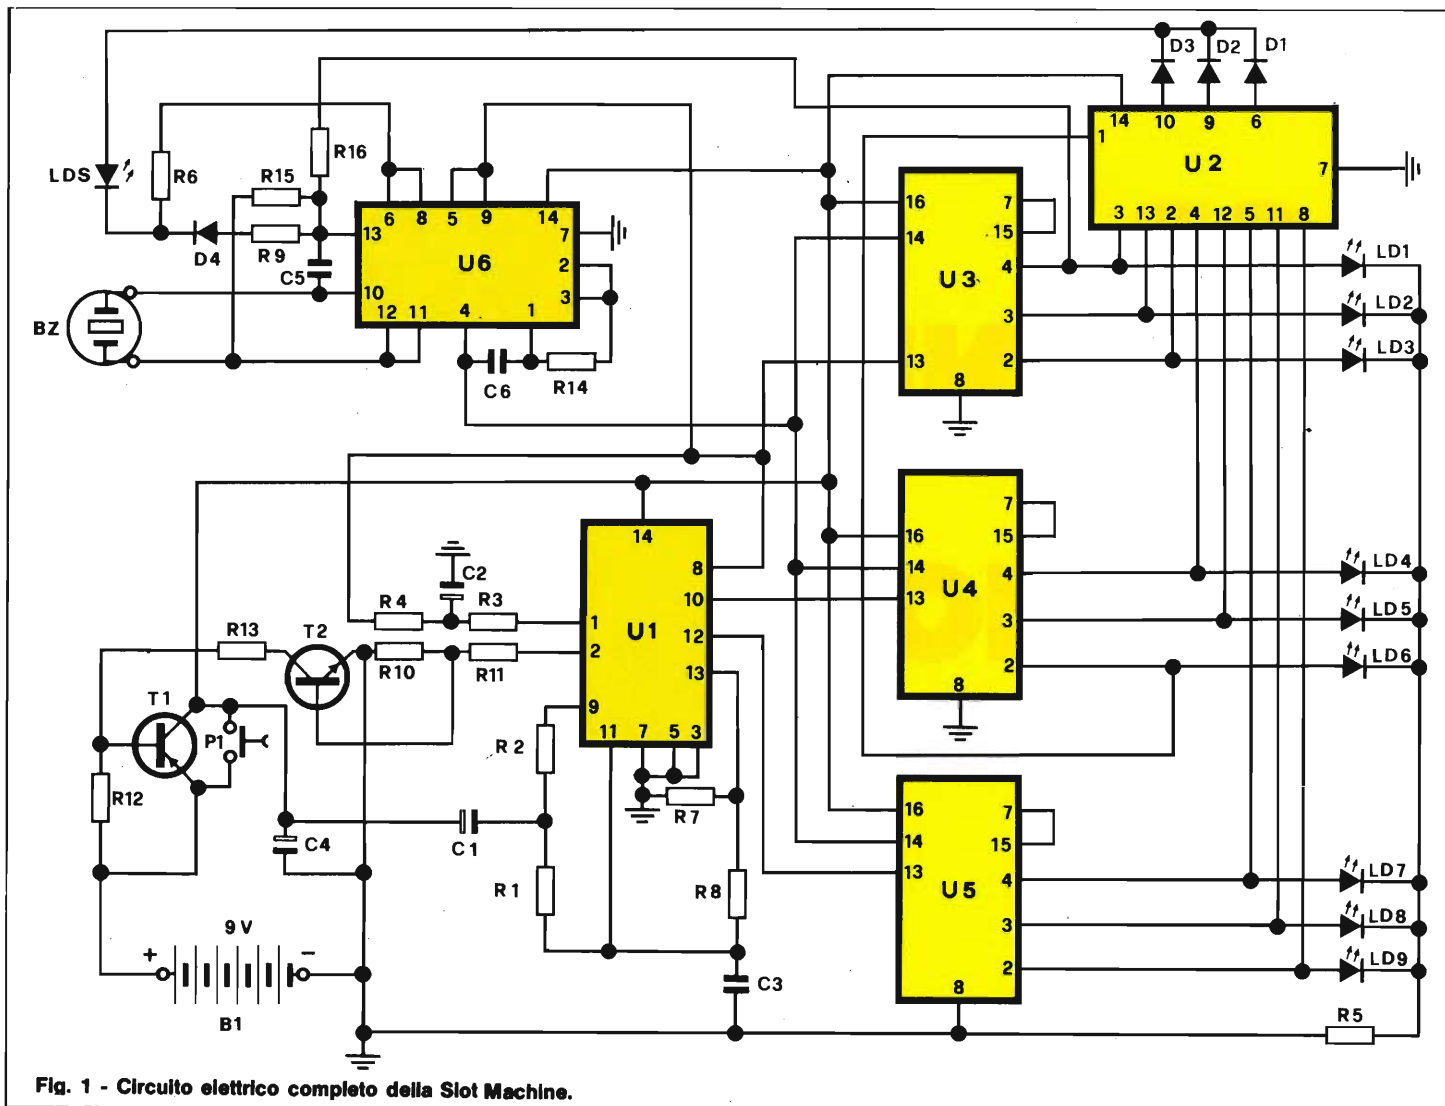 D3 D2 D1
14 10 9 6
1 U2 7
3 13 2 4 12 5 11 8
LDS R6 R15 R16
D4 R9 C5
6 8 5 9 14
13 U6 7
2
3
10
12 11 4 1
BZ
C6 R14
16 7
14 15
U3 4
3
13 2
8
LD1
LD2
LD3
16 7
14 15
13 4
U4 3
2
8
LD4
LD5
LD6
14
8
10
1 U1 12
2 13
9
11 7 5 3
C2
R4 R3
R13 T2 R10 R11
T1 P1
R12
R2
C4 C1
R1
R7
R8
C3
9V
+ -
B1
16 7
14 15
13 4
U5 3
2
8
LD7
LD8
LD9
R5
Fig. 1 - Circuito elettrico completo della Slot Machine.